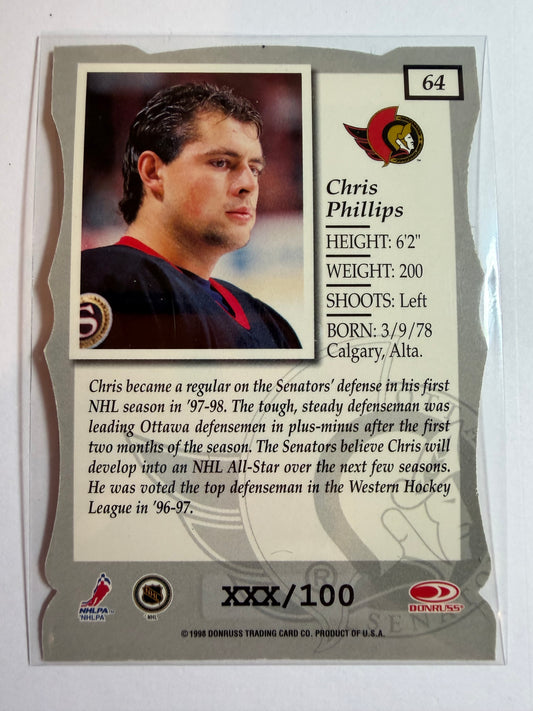 64
Chris
Phillips
HEIGHT: 6'2"
WEIGHT: 200
SHOOTS: Left
BORN: 3/9/78
Calgary, Alta.
Chris became a regular on the Senators' defense in his first
NHL season in '97-98. The tough, steady defenseman was
leading Ottawa defensemen in plus-minus after the first
two months of the season. The Senators believe Chris will
develop into an NHL All-Star over the next few seasons.
He was voted the top defenseman in the Western Hockey
League in '96-97.
NHLPA™
'NHLPA'
NHL
XXX/100
®
DONRUSS®
SENA
©1998 DONRUSS TRADING CARD CO. PRODUCT OF U.S.A.